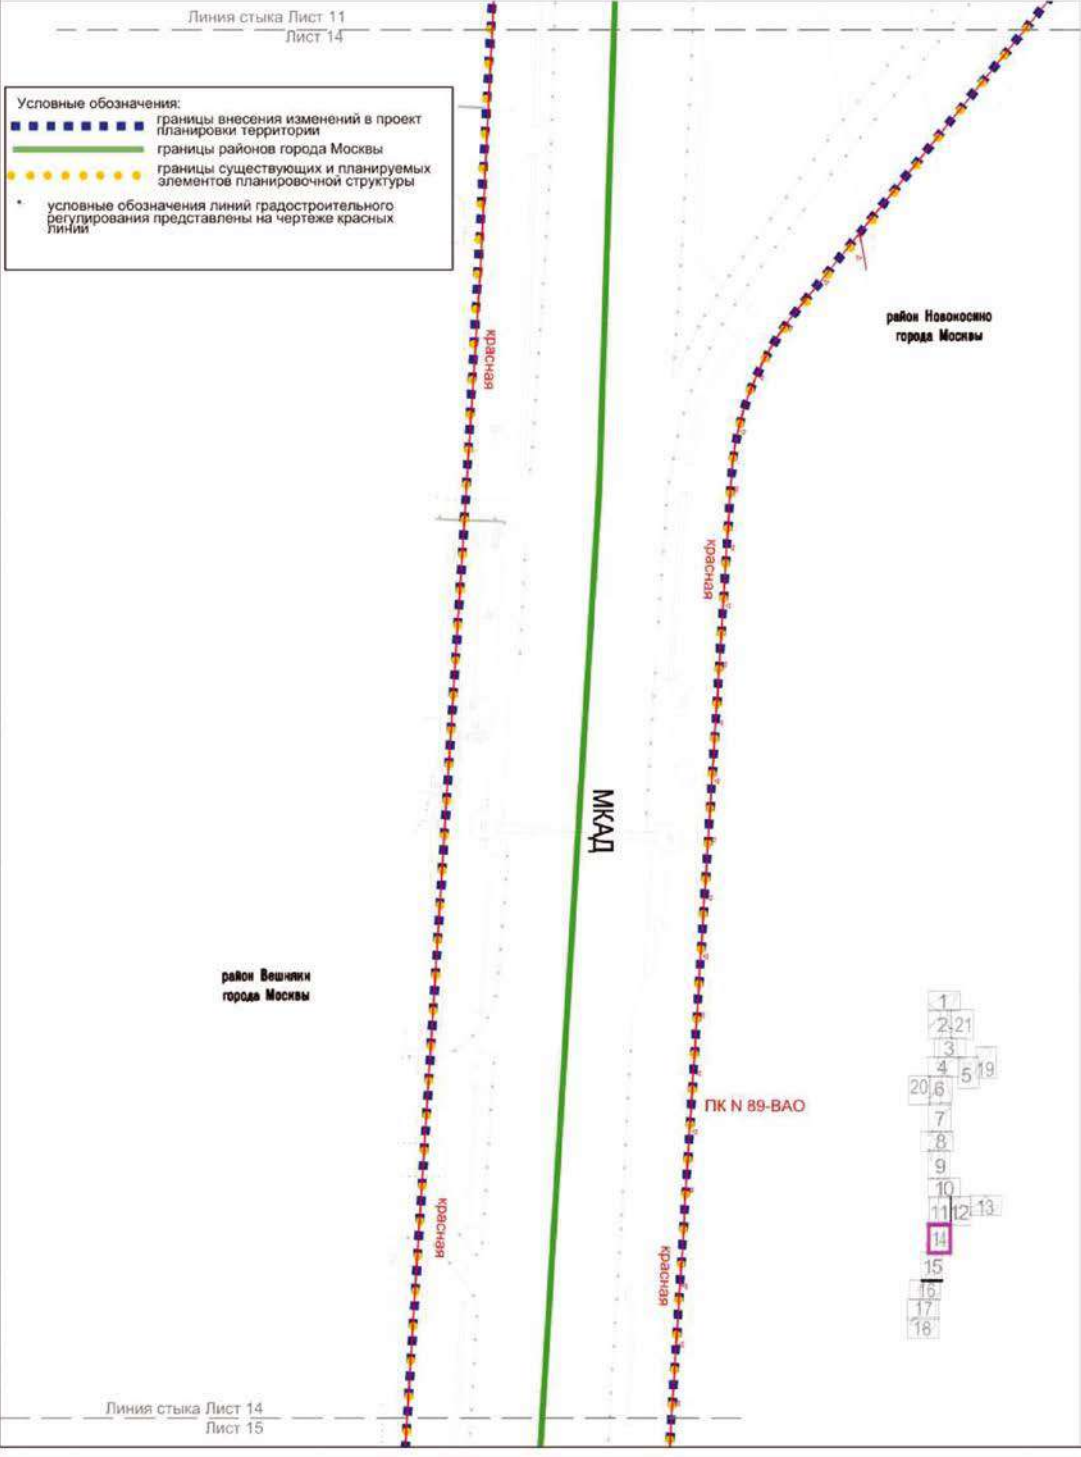 Линия стыка Лист 11
Лист 14
Условные обозначения:
границы внесения изменений в проект
планировки территории
границы районов города Москвы
границы существующих и планируемых
элементов планировочной структуры
условные обозначения линий градостроительного
регулирования представлены на чертеже красных
линий
район Новокосино
города Москвы
красная
красная
МКАД
район Вешняки
города Москвы
ПК N 89-ВАО
красная
красная
1
2 21
3
4 5 19
20 6
7
8
9
10
11 12 13
14
15
16
17
18
Линия стыка Лист 14
Лист 15